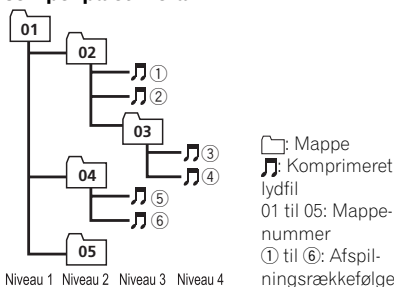 01
02
①
②
03
③
④
04
⑤
⑥
05
Niveau 1 Niveau 2 Niveau 3 Niveau 4
: Mappe
: Komprimeret
lydfil
01 til 05: Mappe-
nummer
① til ⑥: Afspil-
ningsrækkefølge